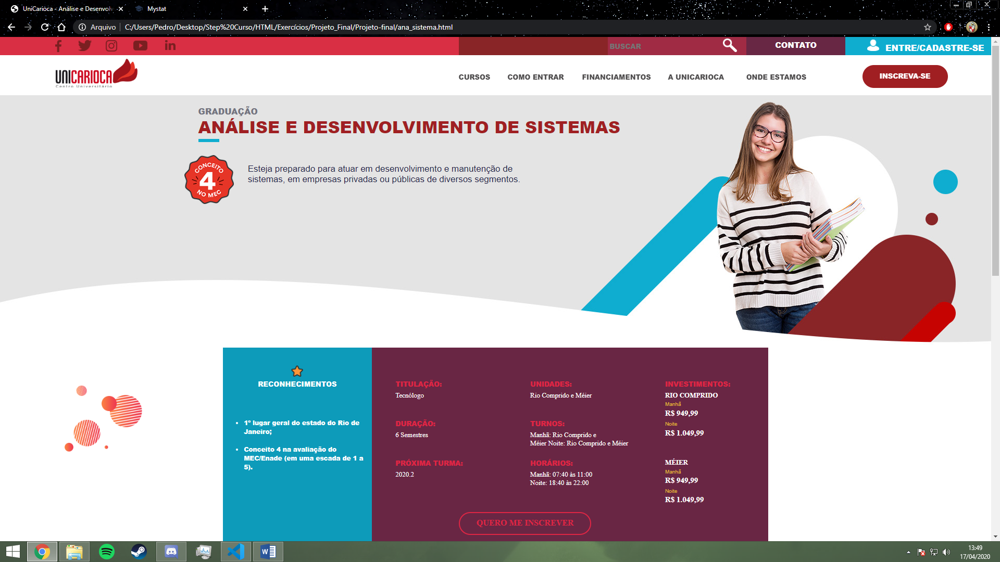 UniCarioca - Análise e Desenvolv
Mystat
Arquivo
C:/Users/Pedro/Desktop/Step%20Curso/HTML/Exercícios/Projeto_Final/Projeto-final/ana_sistema.html
BUSCAR
CONTATO
ENTRE/CADASTRE-SE
UNICARIOCA
Centro Universitário
CURSOS
COMO ENTRAR
FINANCIAMENTOS
A UNICARIOCA
ONDE ESTAMOS
INSCREVA-SE
GRADUAÇÃO
ANÁLISE E DESENVOLVIMENTO DE SISTEMAS
CONCEITO
4
NO MEC
Esteja preparado para atuar em desenvolvimento e manutenção de
sistemas, em empresas privadas ou públicas de diversos segmentos.
RECONHECIMENTOS
1º lugar geral do estado do Rio de
Janeiro;
Conceito 4 na avaliação do
MEC/Enade (em uma escada de 1 a
5).
TITULAÇÃO:
Tecnólogo
DURAÇÃO:
6 Semestres
PRÓXIMA TURMA:
2020.2
UNIDADES:
Rio Comprido e Méier
TURNOS:
Manhã: Rio Comprido e
Méier Noite: Rio Comprido e Méier
HORÁRIOS:
Manhã: 07:40 às 11:00
Noite: 18:40 às 22:00
INVESTIMENTOS:
RIO COMPRIDO
Manhã
R$ 949,99
Noite
R$ 1.049,99
MÉIER
Manhã
R$ 949,99
Noite
R$ 1.049,99
QUERO ME INSCREVER
13:49
17/04/2020